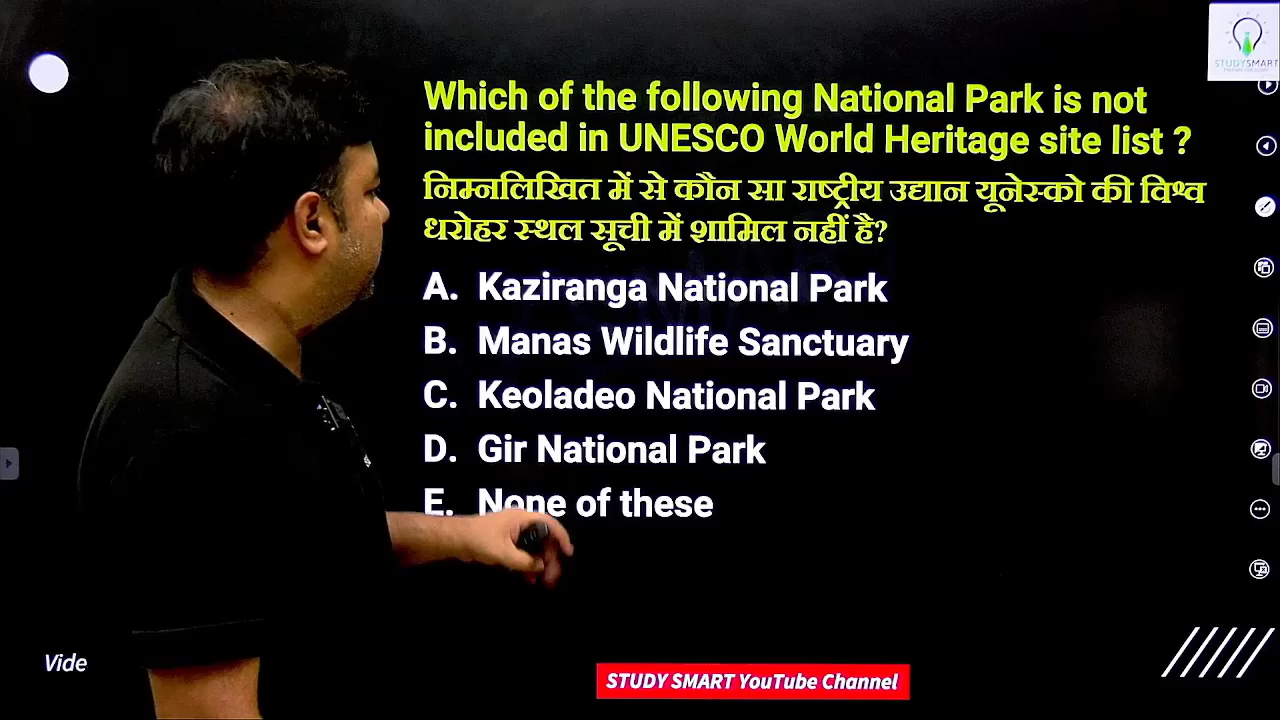 STUDYSMART
Which of the following National Park is not
included in UNESCO World Heritage site list ?
निम्नलिखित में से कौन सा राष्ट्रीय उद्यान यूनेस्को की विश्व
धरोहर स्थल सूची में शामिल नहीं है?
A. Kaziranga National Park
B. Manas Wildlife Sanctuary
C. Keoladeo National Park
D. Gir National Park
E. None of these
Vide
STUDY SMART YouTube Channel